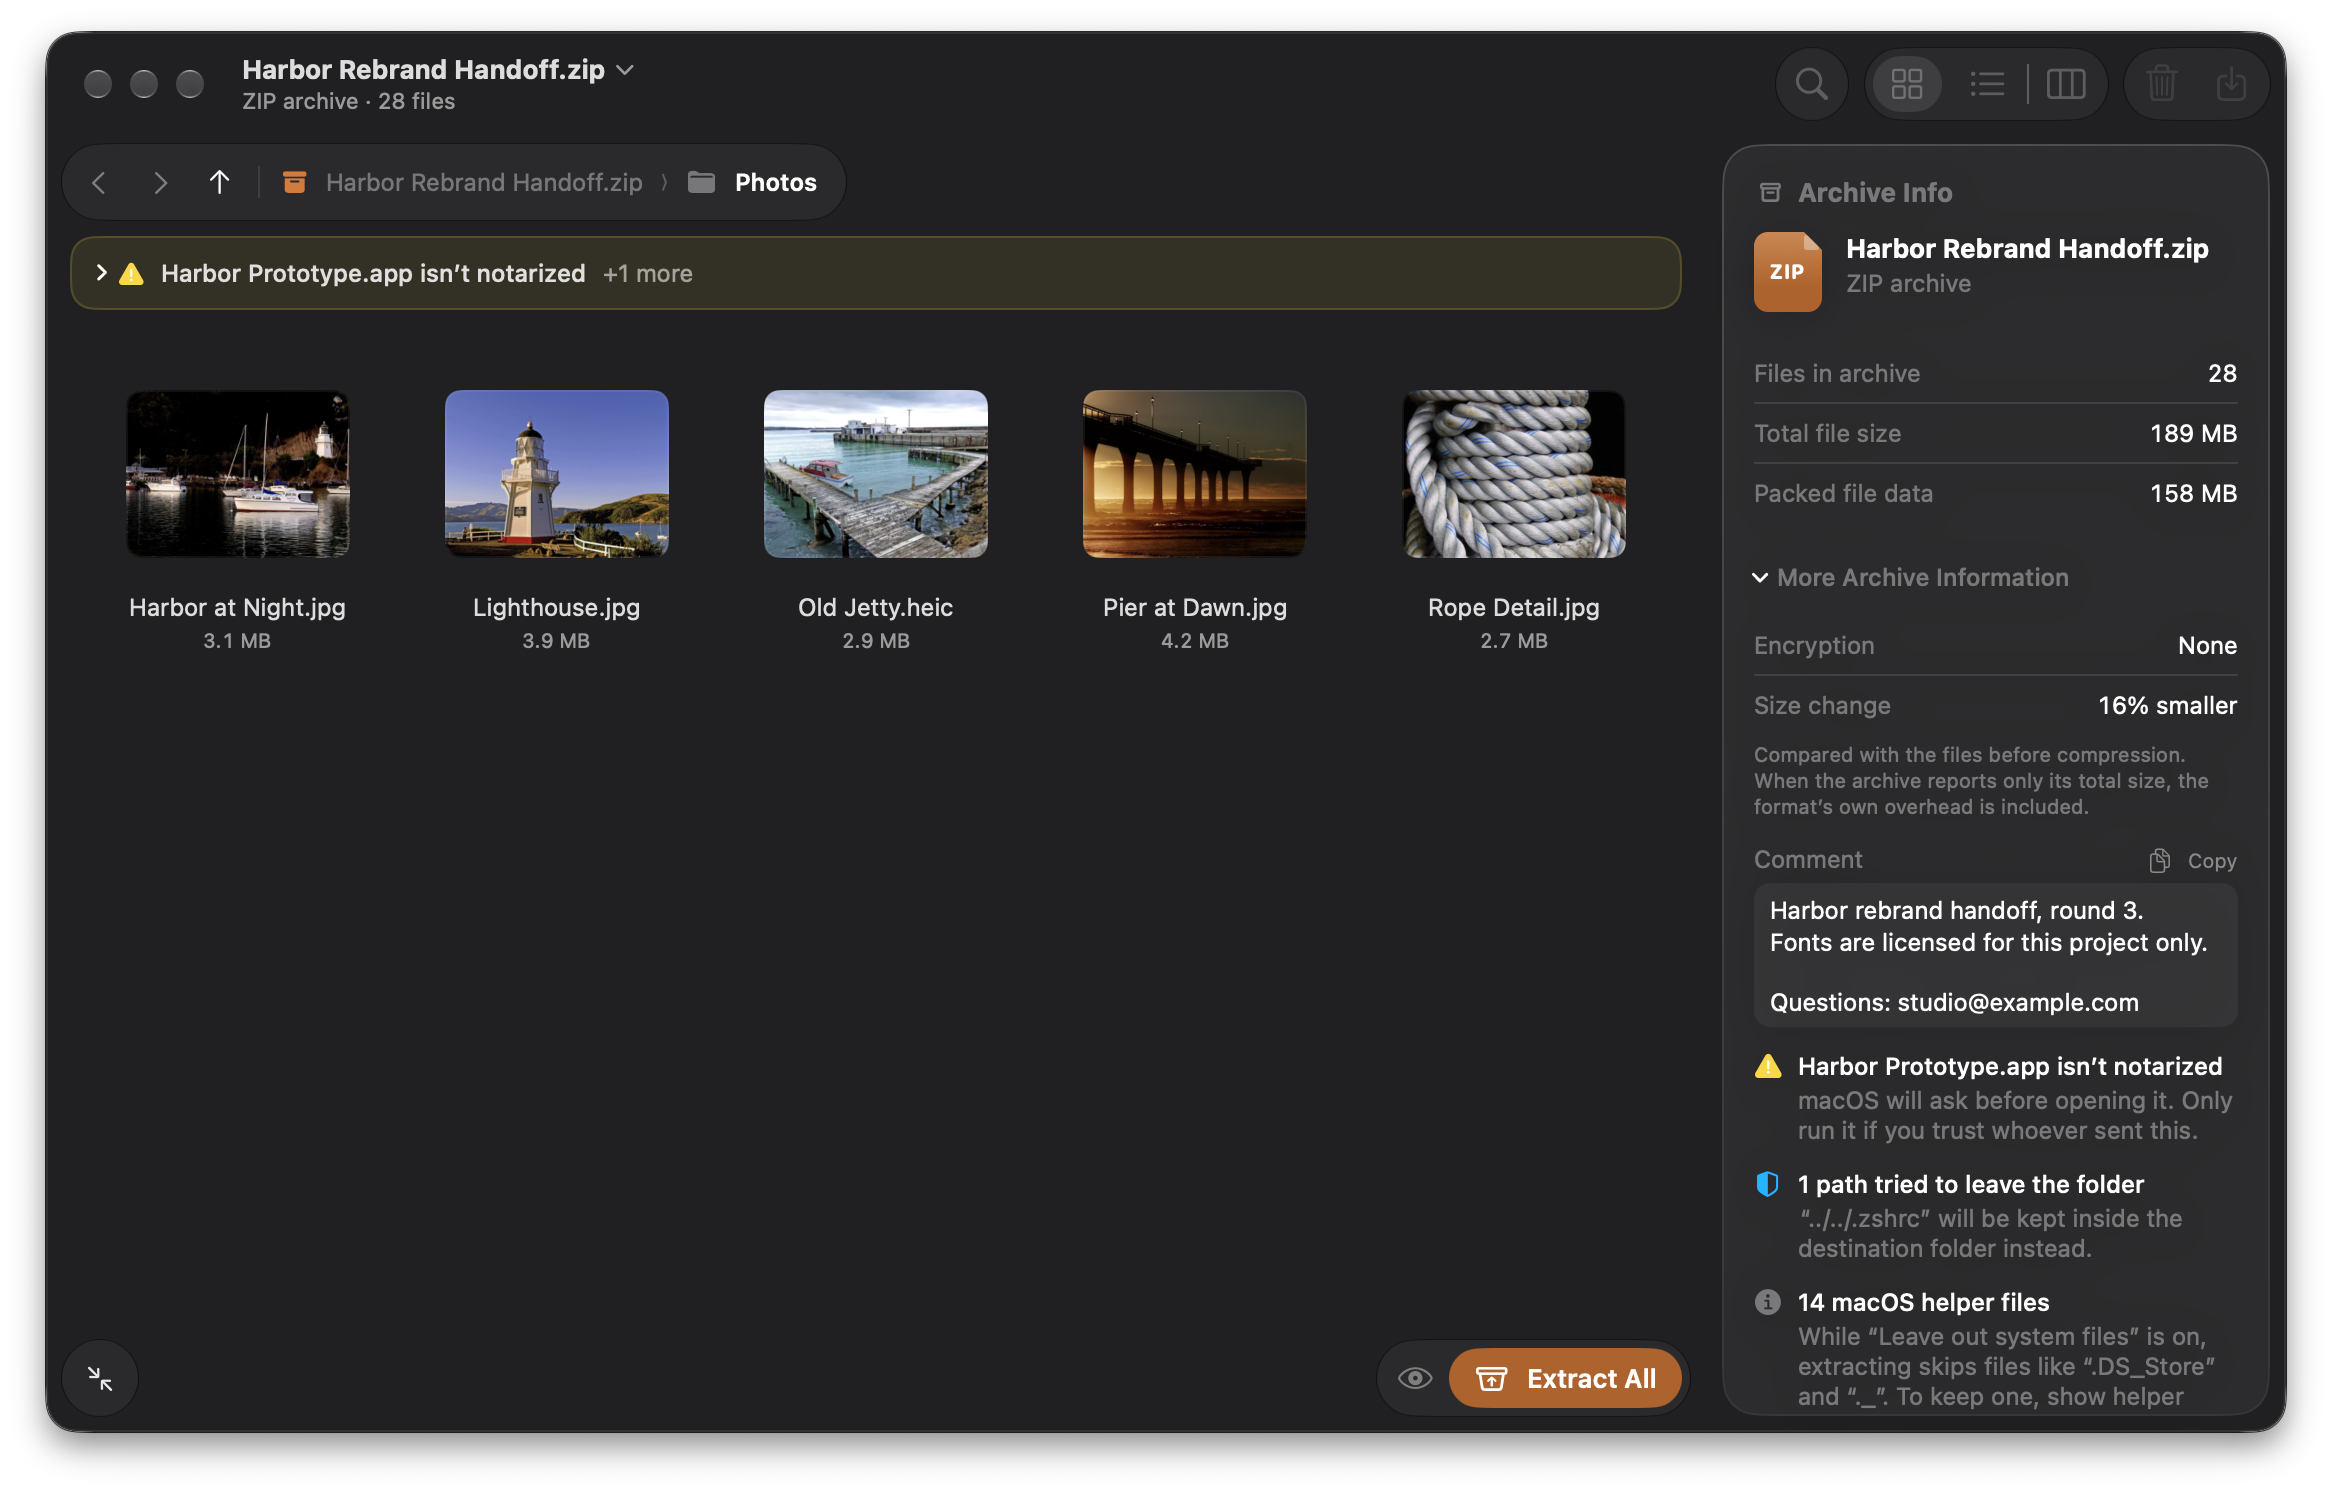 Harbor Rebrand Handoff.zip
ZIP archive · 28 files
Harbor Rebrand Handoff.zip
Photos
Harbor Prototype.app isn’t notarized +1 more
Harbor at Night.jpg
3.1 MB
Lighthouse.jpg
3.9 MB
Old Jetty.heic
2.9 MB
Pier at Dawn.jpg
4.2 MB
Rope Detail.jpg
2.7 MB
Extract All
Archive Info
ZIP
Harbor Rebrand Handoff.zip
ZIP archive
Files in archive 28
Total file size 189 MB
Packed file data 158 MB
More Archive Information
Encryption None
Size change 16% smaller
Compared with the files before compression.
When the archive reports only its total size, the
format’s own overhead is included.
Comment Copy
Harbor rebrand handoff, round 3.
Fonts are licensed for this project only.
Questions: studio@example.com
Harbor Prototype.app isn’t notarized
macOS will ask before opening it. Only
run it if you trust whoever sent this.
1 path tried to leave the folder
“../../.zshrc” will be kept inside the
destination folder instead.
14 macOS helper files
While “Leave out system files” is on,
extracting skips files like “.DS_Store”
and “._”. To keep one, show helper